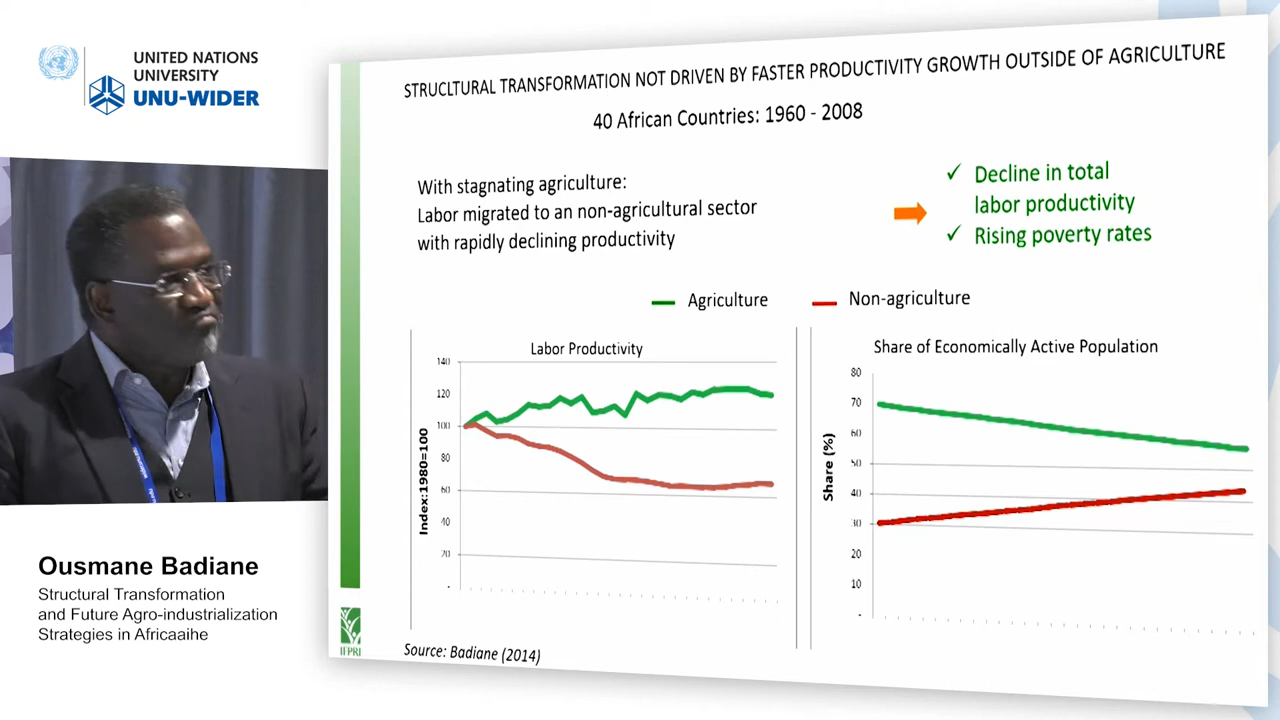 UNITED NATIONS
UNIVERSITY
UNU-WIDER
STRUCLTURAL TRANSFORMATION NOT DRIVEN BY FASTER PRODUCTIVITY GROWTH OUTSIDE OF AGRICULTURE
40 African Countries: 1960 - 2008
With stagnating agriculture:
Labor migrated to an non-agricultural sector
with rapidly declining productivity
✓ Decline in total
labor productivity
✓ Rising poverty rates
Agriculture
Non-agriculture
Labor Productivity
Index:1980=100
140
120
100
80
60
40
20
-
Share of Economically Active Population
Share (%)
80
70
60
50
40
30
20
10
-
IFPRI
Source: Badiane (2014)
Ousmane Badiane
Structural Transformation
and Future Agro-industrialization
Strategies in Africaaihe